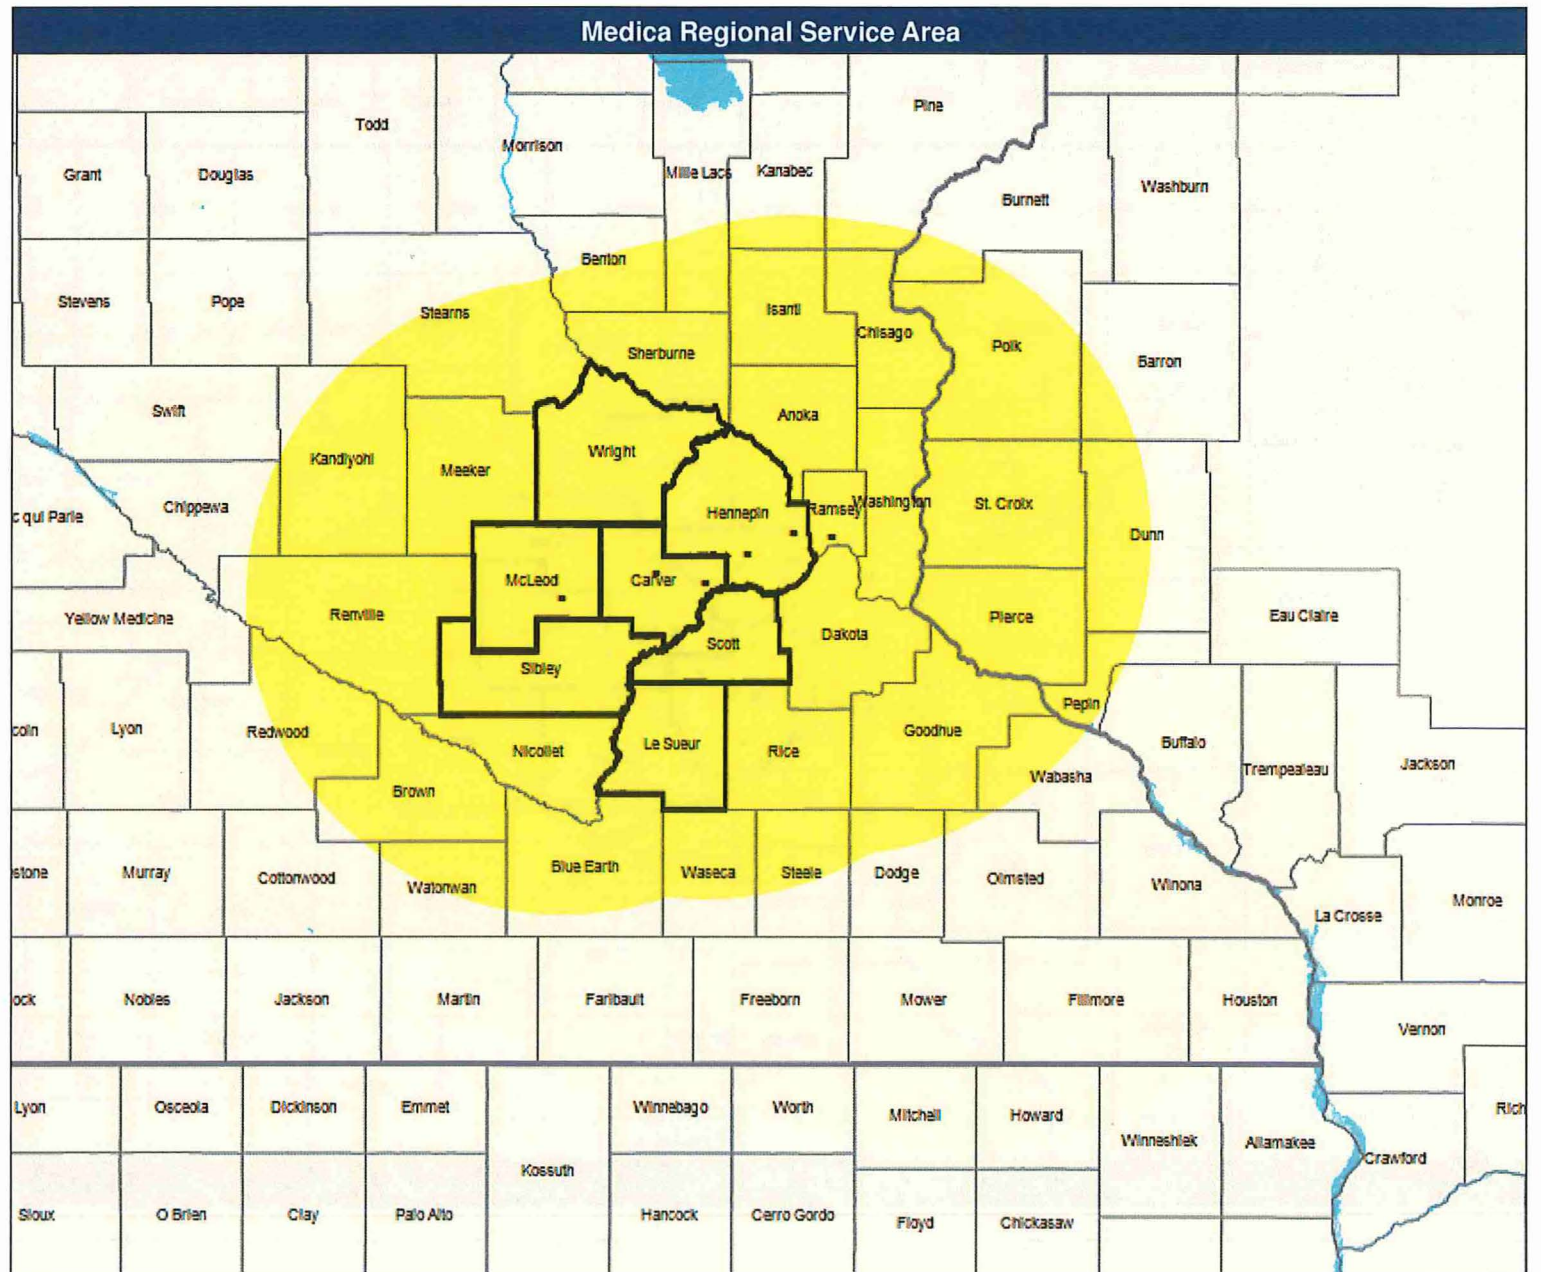 Medica Regional Service Area
Pine
Todd
Morrison
Mille Lacs
Kanabec
Grant
Douglas
Burnett
Washburn
Benton
Stevens
Pope
Stearns
Isanti
Chisago
Sherburne
Polk
Barron
Swift
Anoka
Kandiyohi
Meeker
Wright
Chippewa
c qui Parle
Hennepin
Ramsey
Washington
St. Croix
Dunn
McLeod
Carver
Yellow Medicine
Renville
Pierce
Eau Claire
Dakota
Scott
Sibley
Pepin
coln
Lyon
Redwood
Nicollet
Le Sueur
Rice
Goodhue
Buffalo
Trempealeau
Jackson
Wabasha
Brown
stone
Murray
Cottonwood
Watonwan
Blue Earth
Waseca
Steele
Dodge
Olmsted
Winona
La Crosse
Monroe
ock
Nobles
Jackson
Martin
Faribault
Freeborn
Mower
Fillmore
Houston
Vernon
Lyon
Osceola
Dickinson
Emmet
Winnebago
Worth
Mitchell
Howard
Rich
Winneshiek
Allamakee
Crawford
Kossuth
Sioux
O Brien
Clay
Palo Alto
Hancock
Cerro Gordo
Floyd
Chickasaw